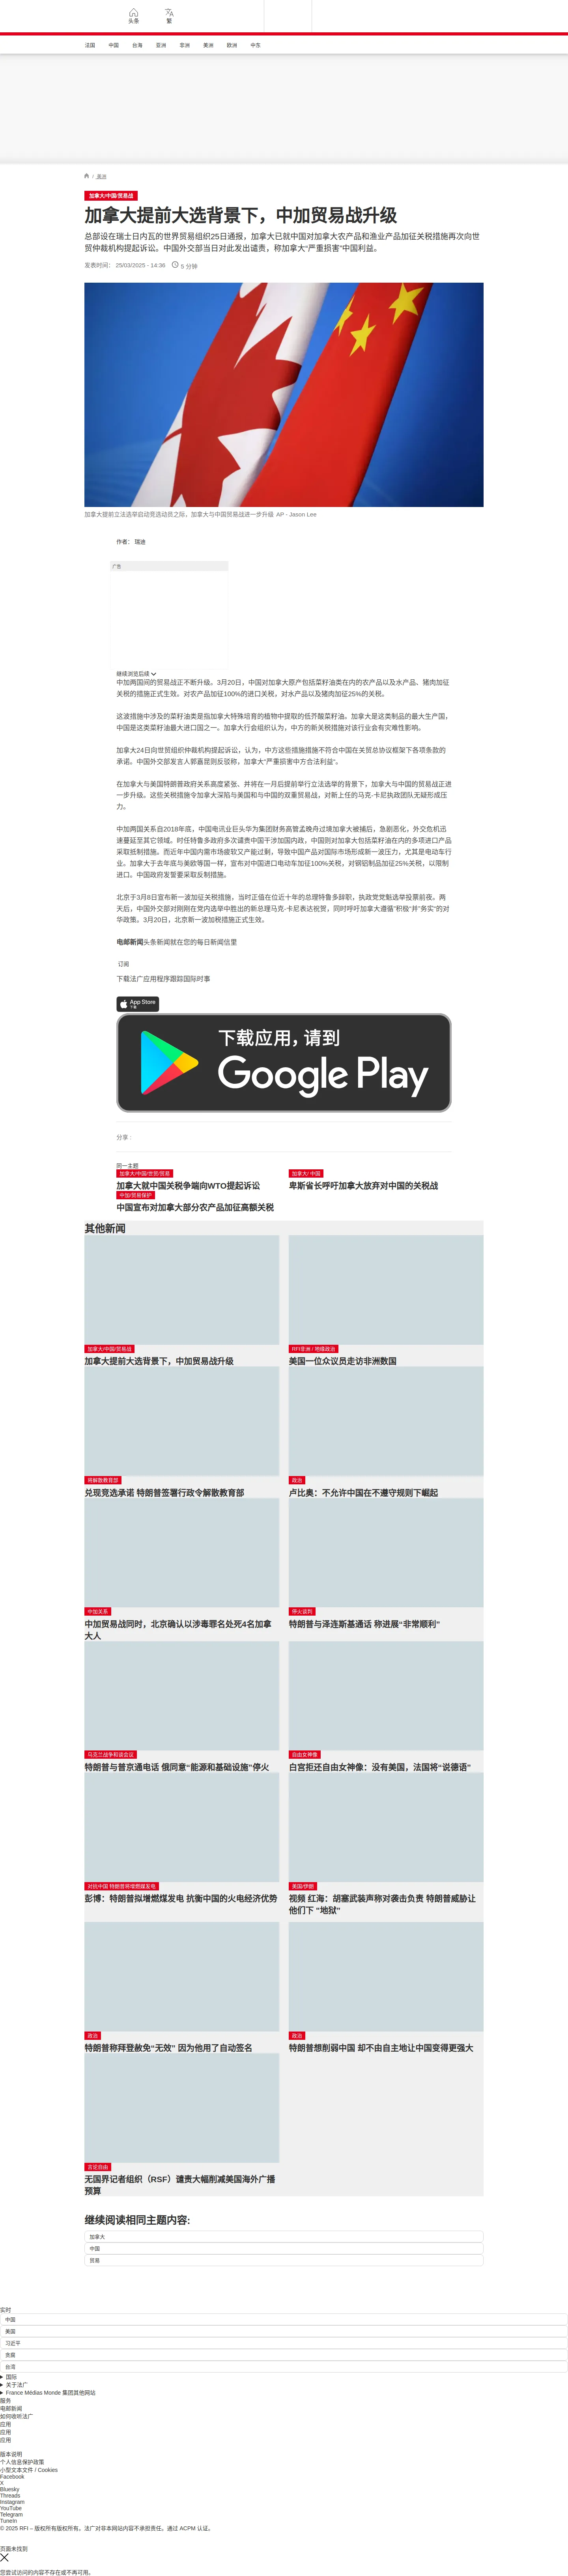 头条
繁
法国
中国
台海
亚洲
非洲
美洲
欧洲
中东
/ 美洲
加拿大/中国/贸易战
加拿大提前大选背景下，中加贸易战升级
总部设在瑞士日内瓦的世界贸易组织25日通报，加拿大已就中国对加拿大农产品和渔业产品加征关税措施再次向世
贸仲裁机构提起诉讼。中国外交部当日对此发出谴责，称加拿大“严重损害”中国利益。
发表时间： 25/03/2025 - 14:36
5 分钟
加拿大提前立法选举启动竞选动员之际，加拿大与中国贸易战进一步升级 AP - Jason Lee
作者： 瑞迪
广告
继续浏览后续
中加两国间的贸易战正不断升级。3月20日，中国对加拿大原产包括菜籽油类在内的农产品以及水产品、猪肉加征
关税的措施正式生效。对农产品加征100%的进口关税，对水产品以及猪肉加征25%的关税。
这波措施中涉及的菜籽油类是指加拿大特殊培育的植物中提取的低芥酸菜籽油。加拿大是这类制品的最大生产国，
中国是这类菜籽油最大进口国之一。加拿大行会组织认为，中方的新关税措施对该行业会有灾难性影响。
加拿大24日向世贸组织仲裁机构提起诉讼，认为，中方这些措施措施不符合中国在关贸总协议框架下各项条款的
承诺。中国外交部发言人郭嘉昆则反驳称，加拿大“严重损害中方合法利益”。
在加拿大与美国特朗普政府关系高度紧张、并将在一月后提前举行立法选举的背景下，加拿大与中国的贸易战正进
一步升级。这些关税措施令加拿大深陷与美国和与中国的双重贸易战，对新上任的马克-卡尼执政团队无疑形成压
力。
中加两国关系自2018年底，中国电讯业巨头华为集团财务高管孟晚舟过境加拿大被捕后，急剧恶化，外交危机迅
速蔓延至其它领域。时任特鲁多政府多次谴责中国干涉加国内政，中国则对加拿大包括菜籽油在内的多项进口产品
采取抵制措施。而近年中国内需市场疲软又产能过剩，导致中国产品对国际市场形成新一波压力，尤其是电动车行
业。加拿大于去年底与美欧等国一样，宣布对中国进口电动车加征100%关税，对钢铝制品加征25%关税，以限制
进口。中国政府发誓要采取反制措施。
北京于3月8日宣布新一波加征关税措施，当时正值在位近十年的总理特鲁多辞职，执政党党魁选举投票前夜。两
天后，中国外交部对刚刚在党内选举中胜出的新总理马克-卡尼表达祝贺，同时呼吁加拿大遵循”积极“并”务实“的对
华政策。3月20日，北京新一波加税措施正式生效。
电邮新闻头条新闻就在您的每日新闻信里
订阅
下载法广应用程序跟踪国际时事
App Store
下载
下载应用，请到
Google Play
分享 :
同一主题
加拿大/中国/世贸/贸易
加拿大就中国关税争端向WTO提起诉讼
加拿大/ 中国
卑斯省长呼吁加拿大放弃对中国的关税战
中加/贸易保护
中国宣布对加拿大部分农产品加征高额关税
其他新闻
加拿大/中国/贸易战
加拿大提前大选背景下，中加贸易战升级
RFI非洲 / 地缘政治
美国一位众议员走访非洲数国
将解散教育部
兑现竞选承诺 特朗普签署行政令解散教育部
政治
卢比奥：不允许中国在不遵守规则下崛起
中加关系
中加贸易战同时，北京确认以涉毒罪名处死4名加拿
大人
停火谈判
特朗普与泽连斯基通话 称进展“非常顺利”
乌克兰战争和谈会议
特朗普与普京通电话 俄同意“能源和基础设施”停火
自由女神像
白宫拒还自由女神像：没有美国，法国将“说德语”
对抗中国 特朗普将增燃煤发电
彭博：特朗普拟增燃煤发电 抗衡中国的火电经济优势
美国/伊朗
视频 红海：胡塞武装声称对袭击负责 特朗普威胁让
他们下 “地狱”
政治
特朗普称拜登赦免“无效” 因为他用了自动签名
政治
特朗普想削弱中国 却不由自主地让中国变得更强大
言论自由
无国界记者组织（RSF）谴责大幅削减美国海外广播
预算
继续阅读相同主题内容:
加拿大
中国
贸易
实时
中国
美国
习近平
贪腐
台湾
国际
关于法广
France Médias Monde 集团其他网站
服务
电邮新闻
如何收听法广
应用
应用
应用
版本说明
个人信息保护政策
小型文本文件 / Cookies
Facebook
X
Bluesky
Threads
Instagram
YouTube
Telegram
TuneIn
© 2025 RFI – 版权所有版权所有。法广对非本网站内容不承担责任。通过 ACPM 认证。
页面未找到
您尝试访问的内容不存在或不再可用。